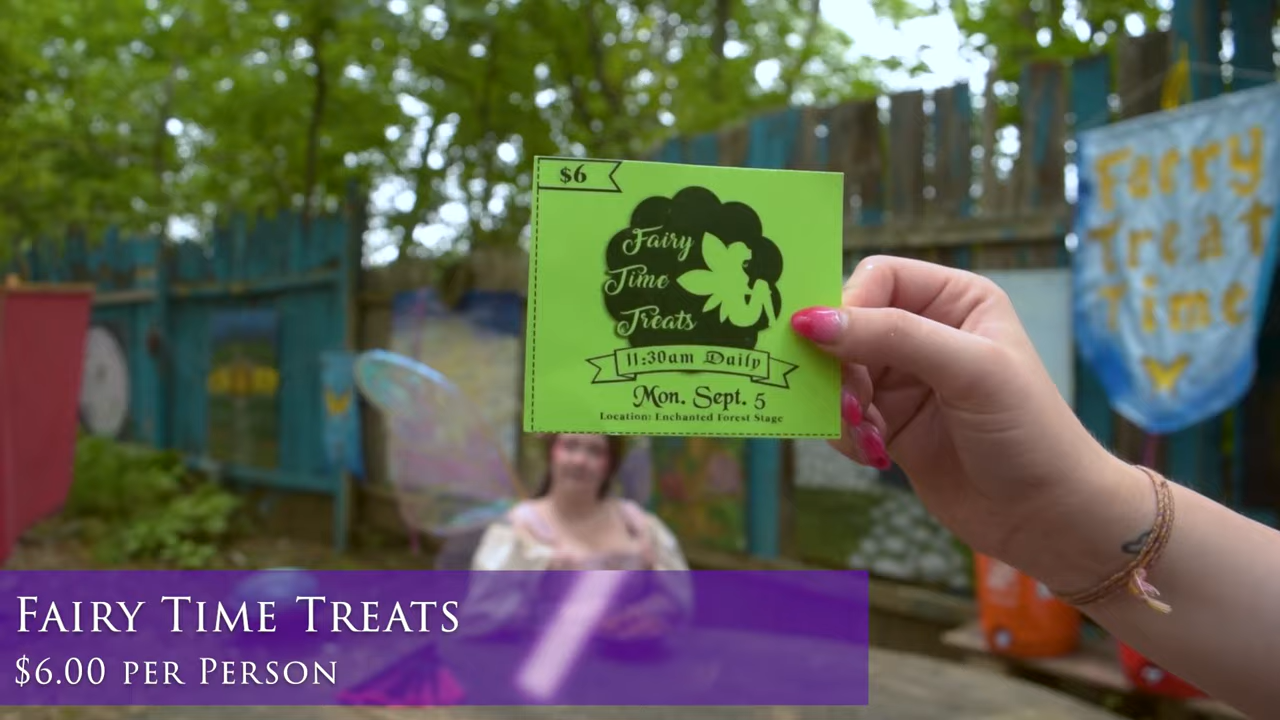 $6
Fairy
Time
Treats
11:30am Daily
Mon. Sept. 5
Location: Enchanted Forest Stage
Faery
Treat
Time
FAIRY TIME TREATS
$6.00 PER PERSON